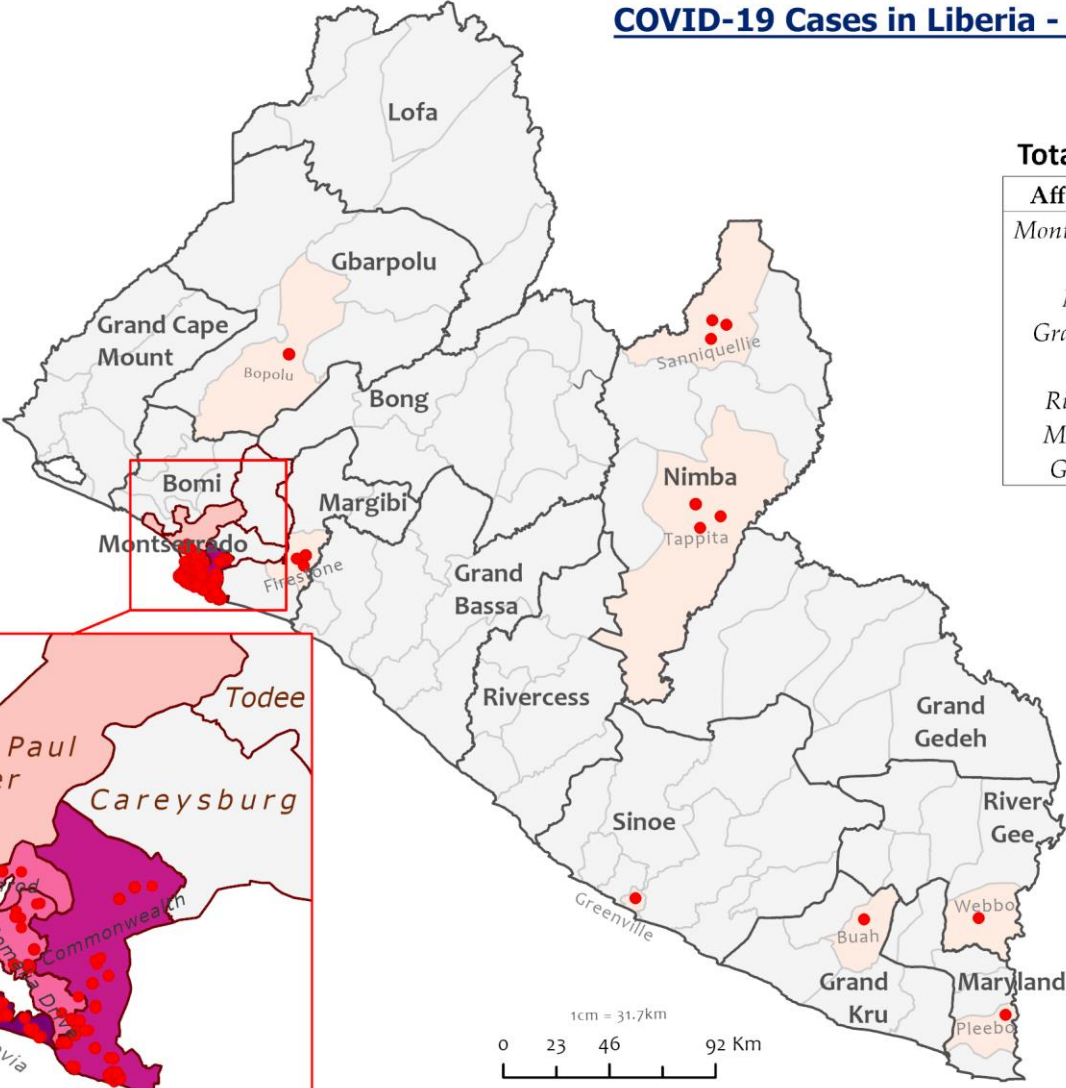 COVID-19 Cases in Liberia -
Lofa
Gbarpolu
Grand Cape
Mount
Bopolu
Sanniquellie
Bong
Nimba
Bomi
Margibi
Montserrado
Tappita
Firestone
Grand
Bassa
Rivercess
Grand
Gedeh
Todee
Paul
Careysburg
River
Gee
Sinoe
Greenville
Webbo
Buah
Commonwealth
Grand
Kru
Maryland
Pleebo
Drive
1cm = 31.7km
0 23 46 92 Km